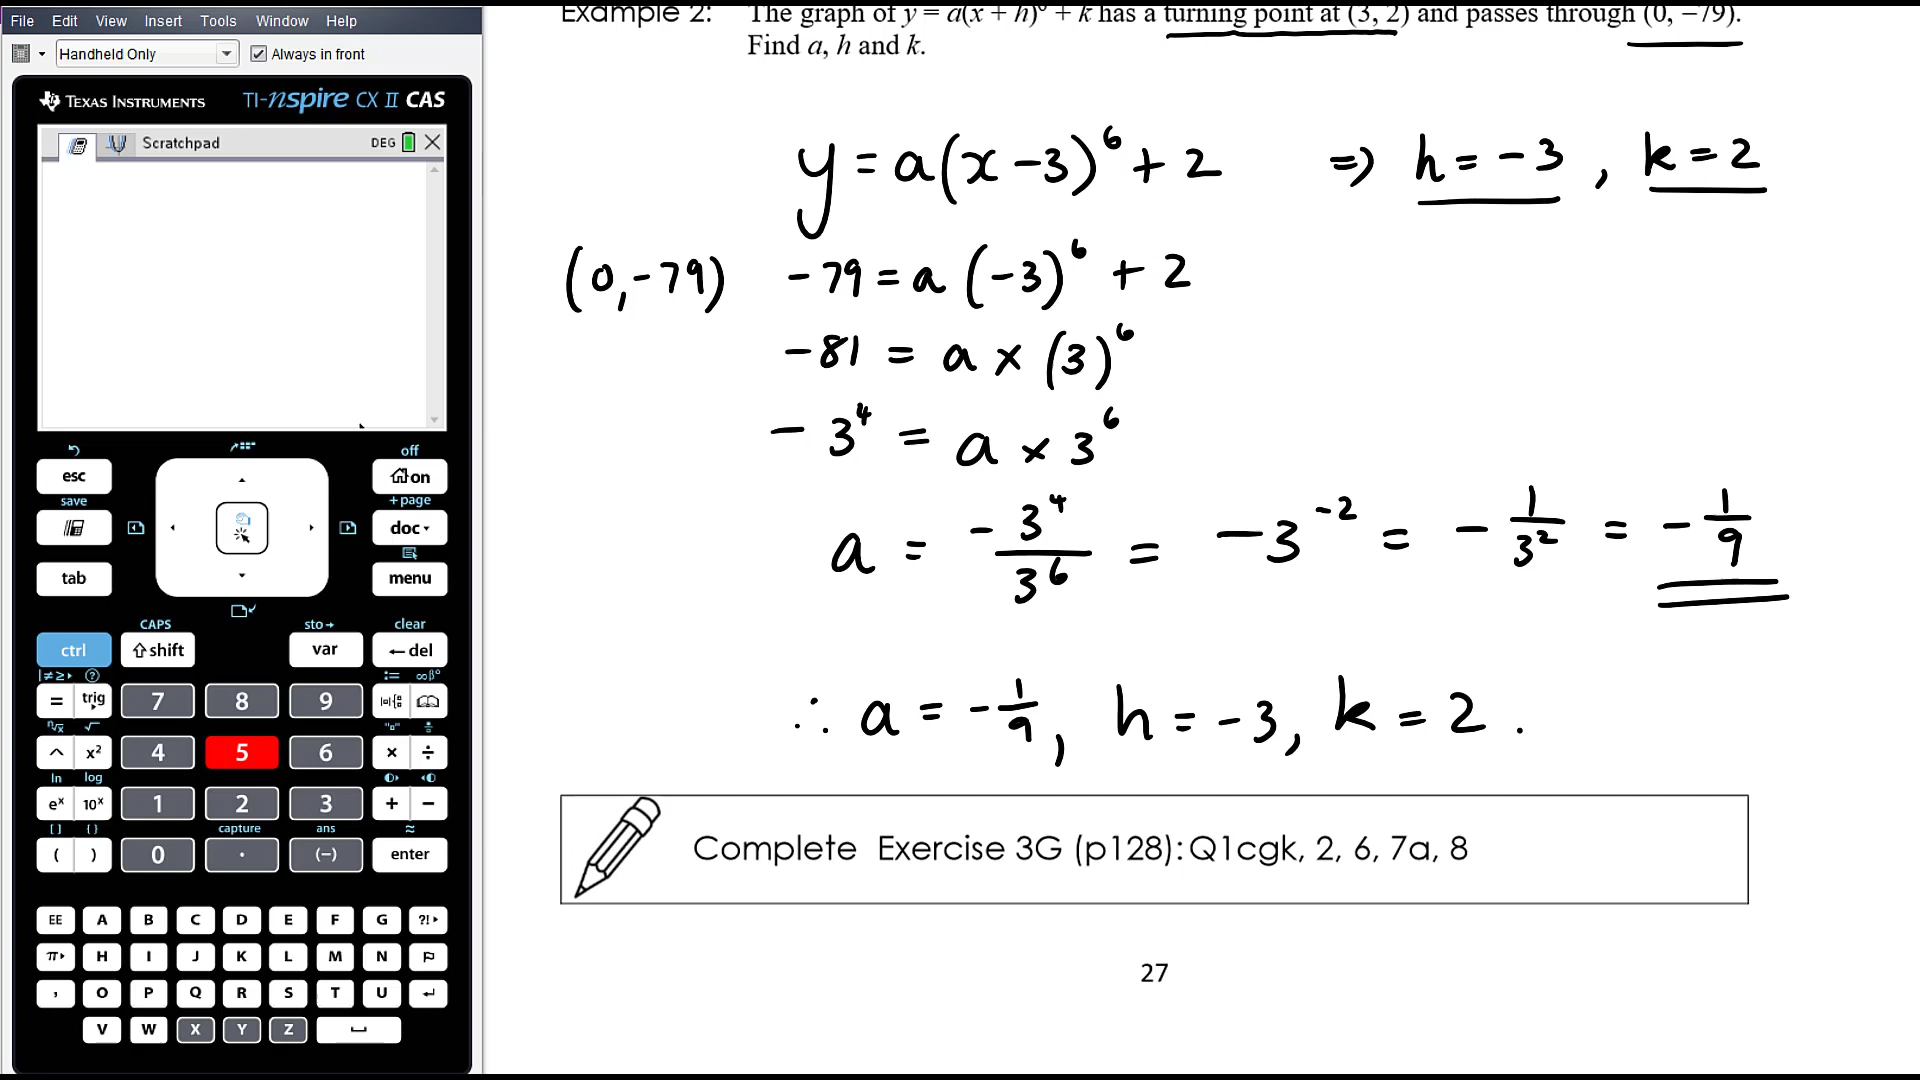 File Edit View Insert Tools Window Help
Handheld Only Always in front
TEXAS INSTRUMENTS TI-nspire CX II CAS
Scratchpad DEG
off
esc on
save + page
doc
tab menu
CAPS sto→ clear
ctrl ⇧shift var ←del
|≠≥▸ ? := ∞β°
= trig 7 8 9
ⁿ√x √ "▫"
^ x² 4 5 6 × ÷
ln log
eˣ 10ˣ 1 2 3 + −
[ ] { } capture ans ≈
( ) 0 . (−) enter
EE A B C D E F G ?!▸
π▸ H I J K L M N
, O P Q R S T U ↵
V W X Y Z
Example 2: The graph of y = a(x + h)⁶ + k has a turning point at (3, 2) and passes through (0, −79).
Find a, h and k.
y = a(x − 3)⁶ + 2 ⇒ h = −3 , k = 2
(0, −79) −79 = a (−3)⁶ + 2
−81 = a × (3)⁶
− 3⁴ = a × 3⁶
a = −3⁴/3⁶ = −3⁻² = − 1/3² = − 1/9
∴ a = − 1/9, h = −3, k = 2 .
Complete Exercise 3G (p128): Q1cgk, 2, 6, 7a, 8
27